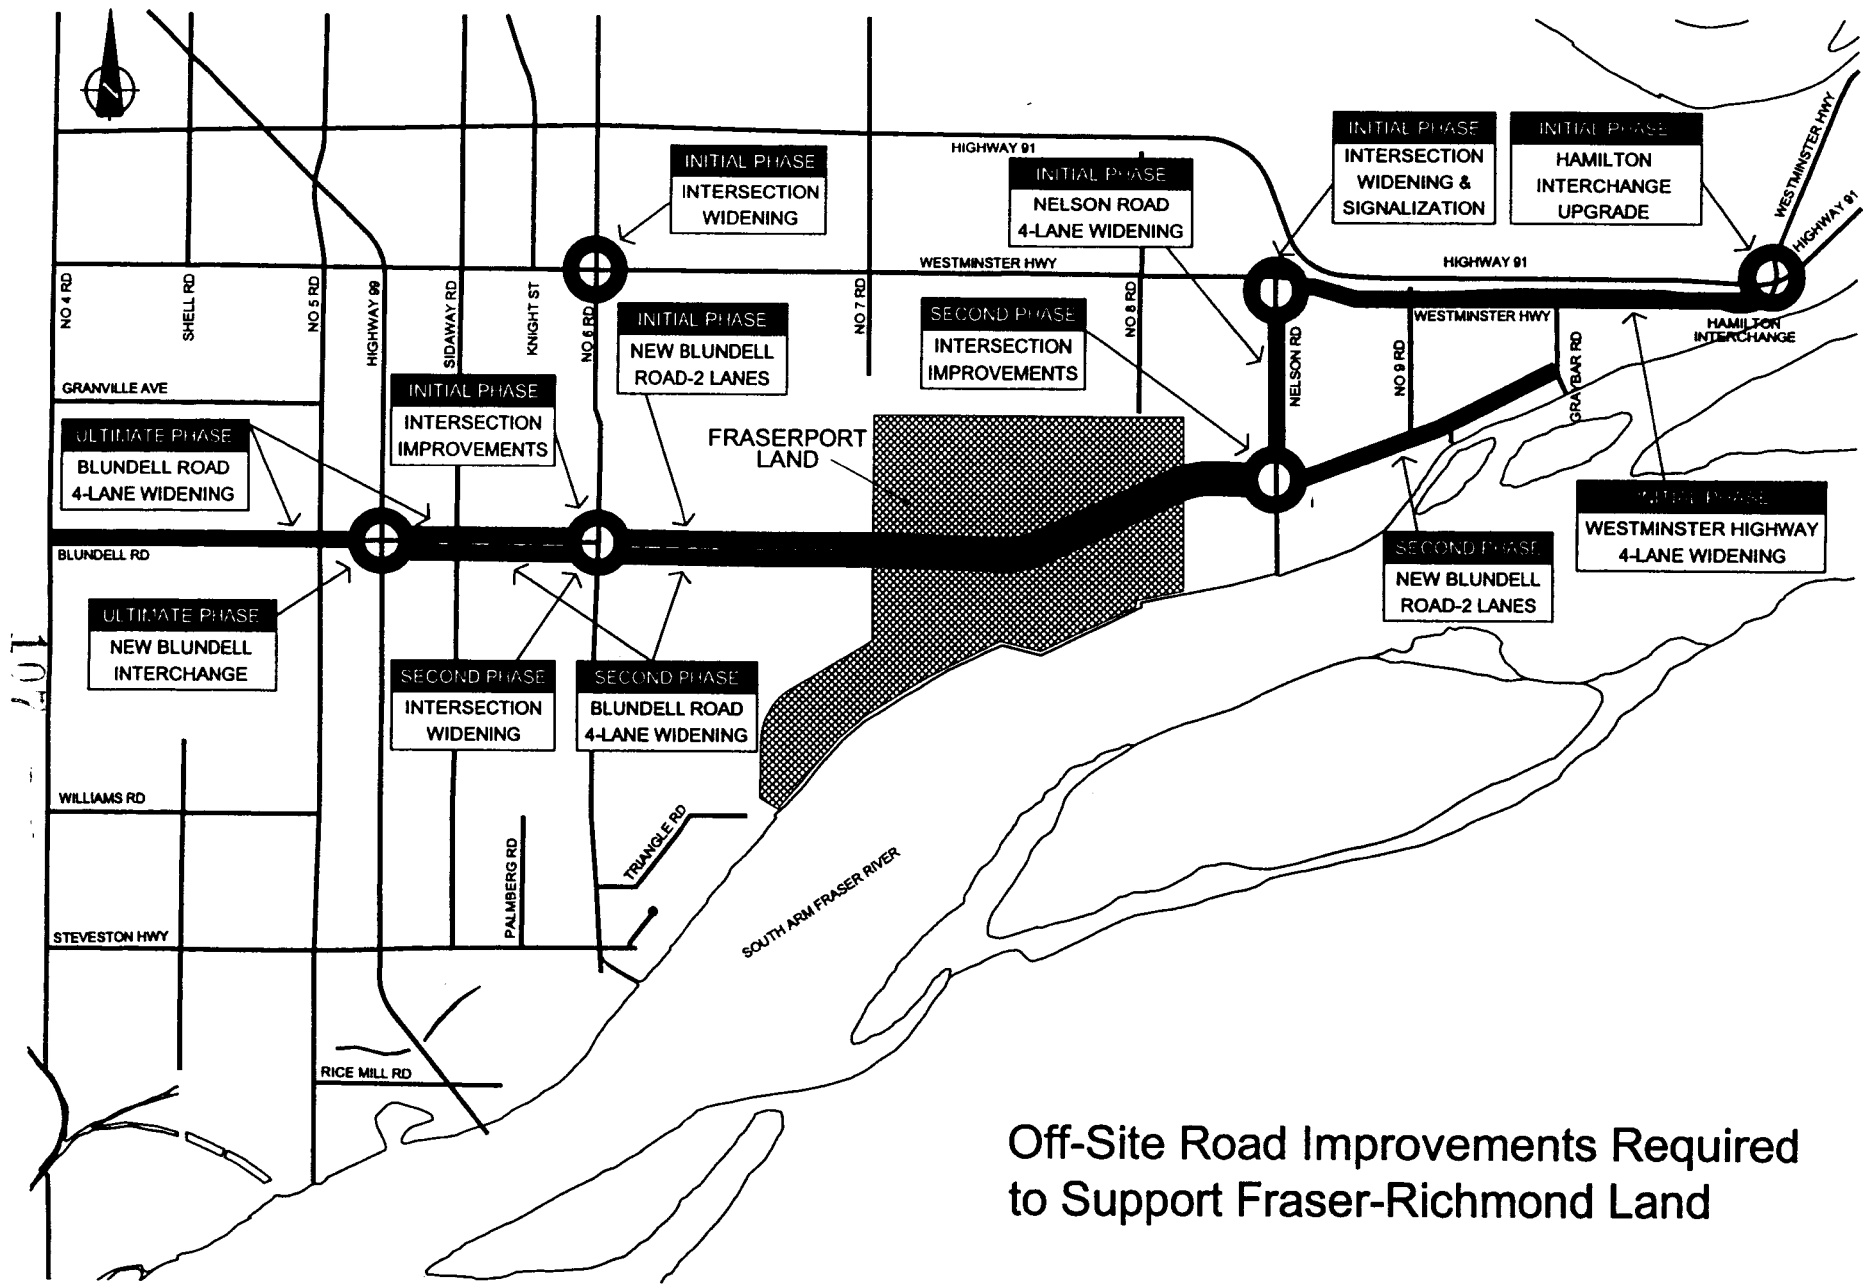 HIGHWAY 91
WESTMINSTER HWY
HIGHWAY 91
INITIAL PHASE
INTERSECTION
WIDENING
INITIAL PHASE
NELSON ROAD
4-LANE WIDENING
INITIAL PHASE
INTERSECTION
WIDENING &
SIGNALIZATION
INITIAL PHASE
HAMILTON
INTERCHANGE
UPGRADE
WESTMINSTER HWY
HIGHWAY 91
NO 4 RD
SHELL RD
NO 5 RD
HIGHWAY 99
SIDAWAY RD
KNIGHT ST
NO 6 RD
NO 7 RD
NO 8 RD
NELSON RD
NO 9 RD
GRAYBAR RD
WESTMINSTER HWY
HAMILTON
INTERCHANGE
INITIAL PHASE
NEW BLUNDELL
ROAD-2 LANES
SECOND PHASE
INTERSECTION
IMPROVEMENTS
GRANVILLE AVE
INITIAL PHASE
INTERSECTION
IMPROVEMENTS
ULTIMATE PHASE
BLUNDELL ROAD
4-LANE WIDENING
FRASERPORT
LAND
INITIAL PHASE
WESTMINSTER HIGHWAY
4-LANE WIDENING
BLUNDELL RD
SECOND PHASE
NEW BLUNDELL
ROAD-2 LANES
ULTIMATE PHASE
NEW BLUNDELL
INTERCHANGE
SECOND PHASE
INTERSECTION
WIDENING
SECOND PHASE
BLUNDELL ROAD
4-LANE WIDENING
107
WILLIAMS RD
PALMBERG RD
TRIANGLE RD
STEVESTON HWY
SOUTH ARM FRASER RIVER
RICE MILL RD
Off-Site Road Improvements Required
to Support Fraser-Richmond Land